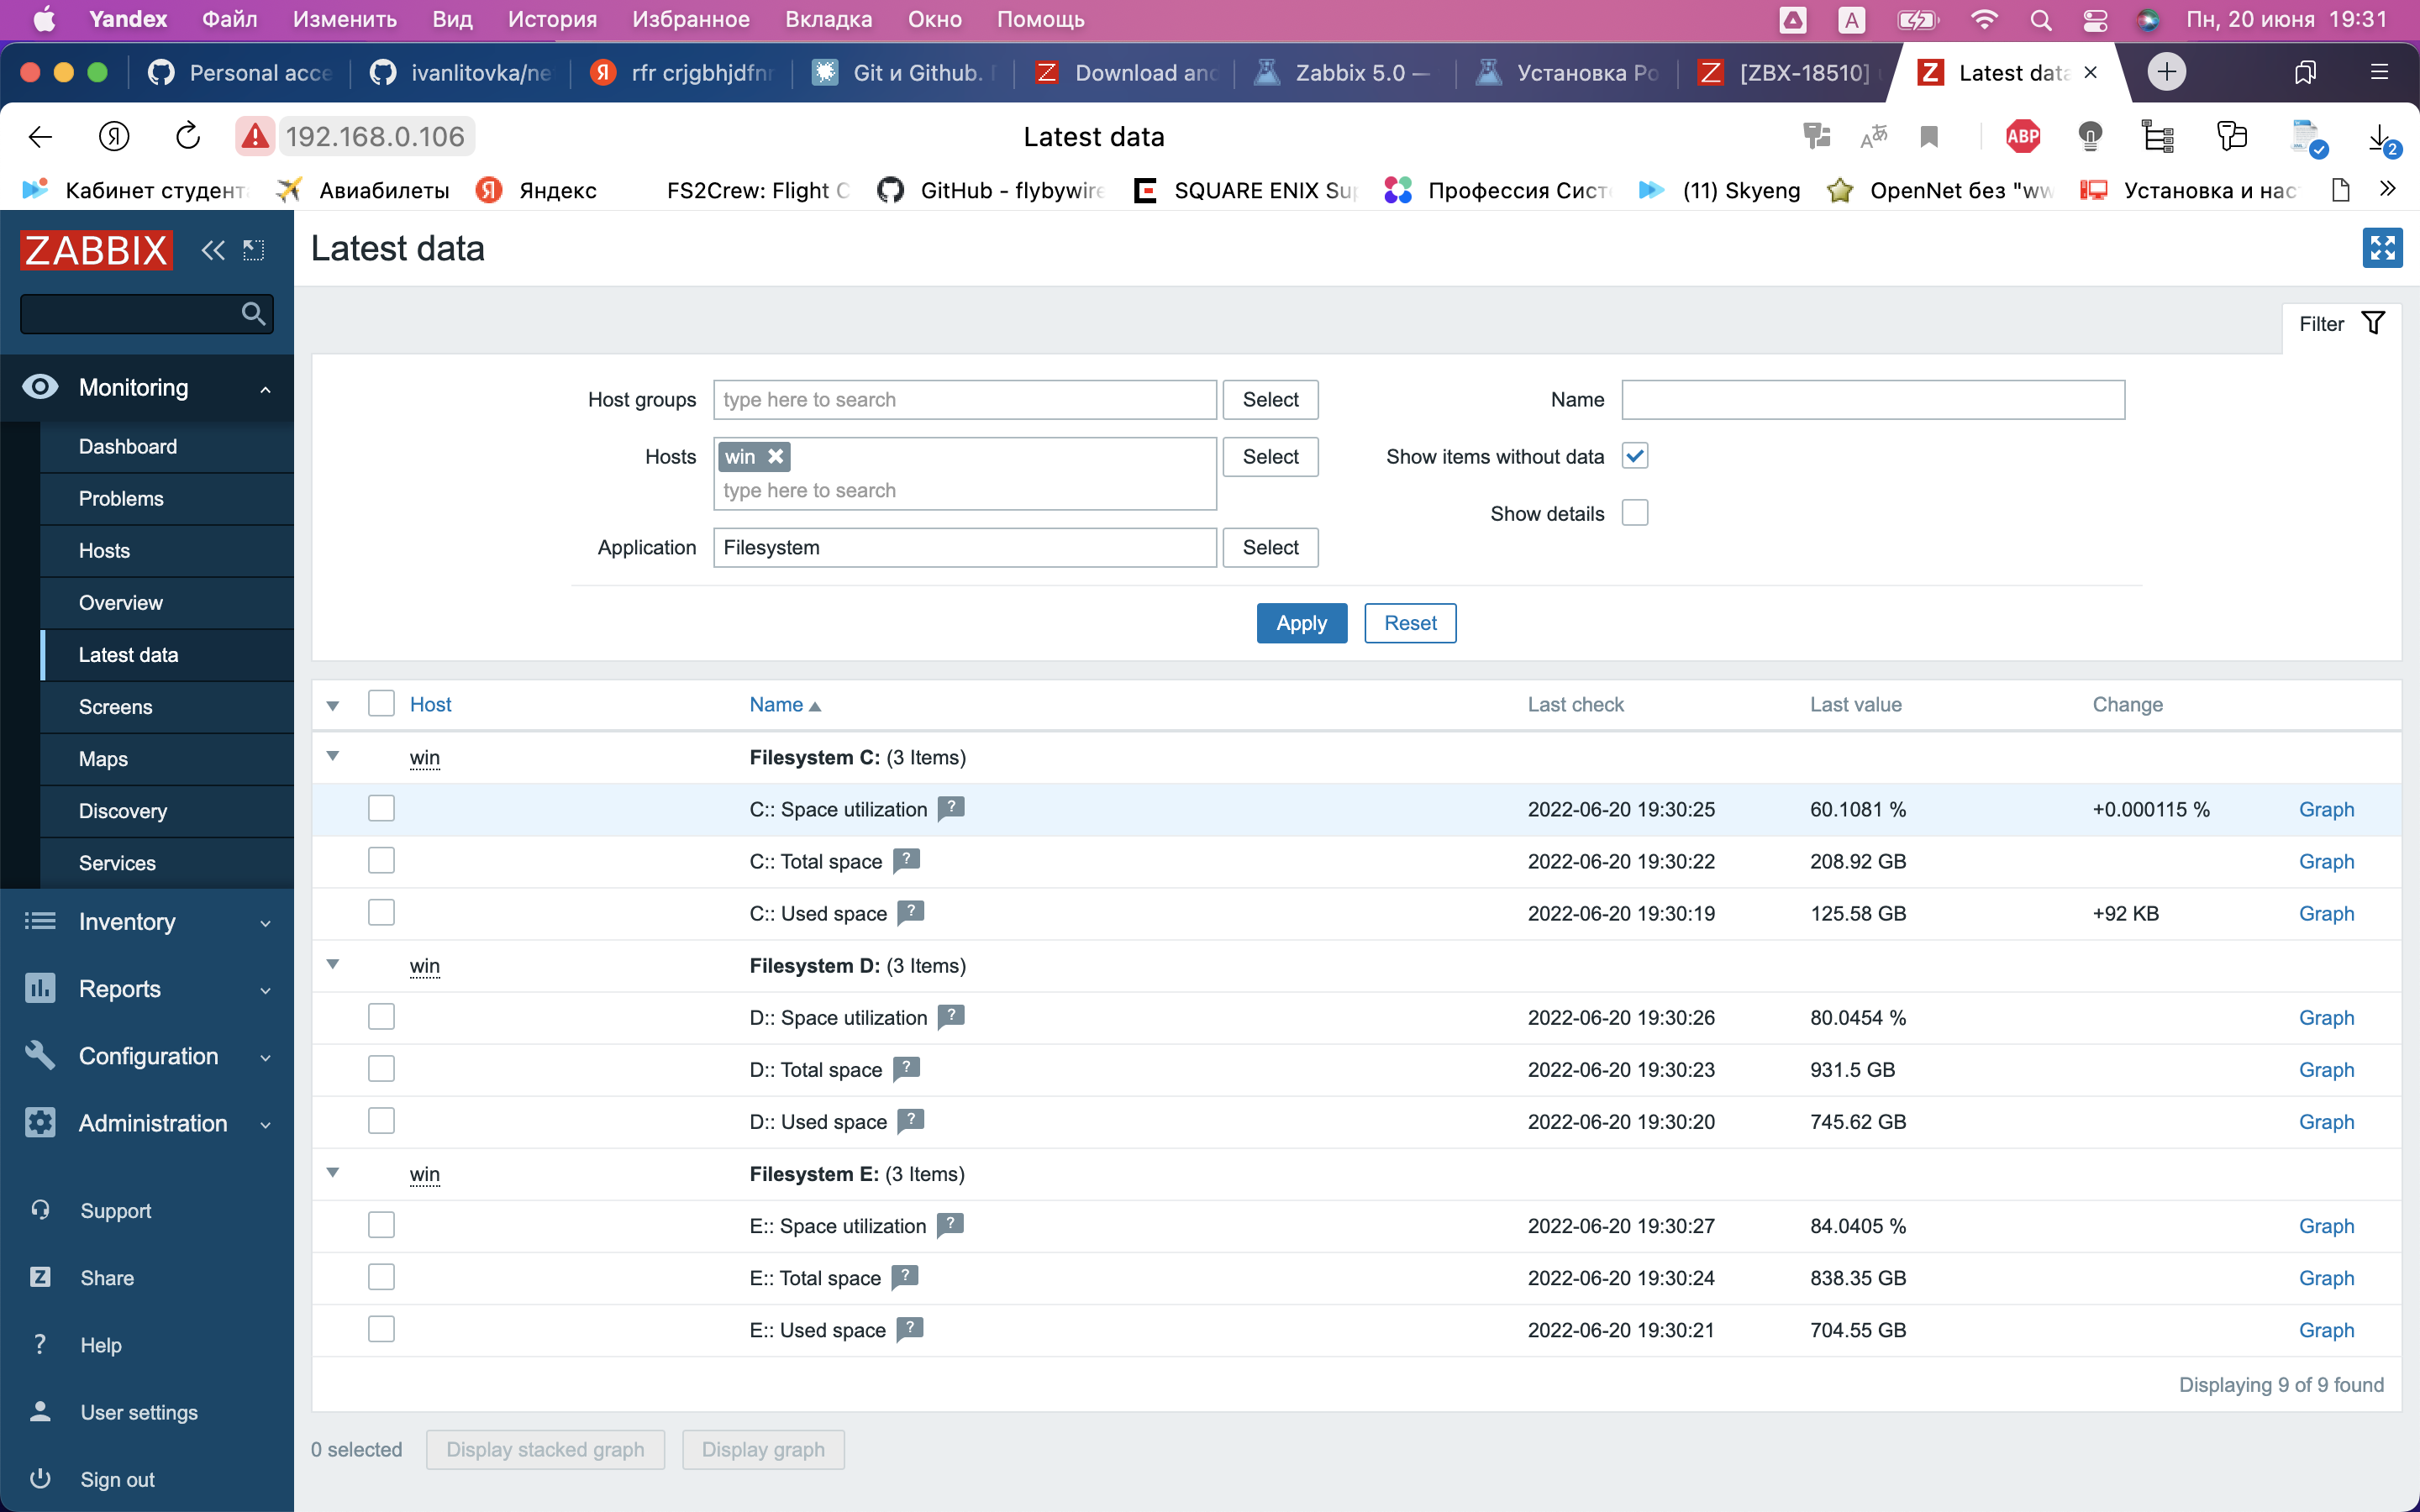 Yandex Файл Изменить Вид История Избранное Вкладка Окно Помощь A Пн, 20 июня 19:31
Personal acce ivanlitovka/ne Я rfr crjgbhjdfnr Git и Github. Z Download and Zabbix 5.0 — Установка Po Z [ZBX-18510] Z Latest data
Я 192.168.0.106 Latest data ABP 2
Кабинет студент Авиабилеты Я Яндекс FS2Crew: Flight C GitHub - flybywire SQUARE ENIX Sup Профессия Сист (11) Skyeng OpenNet без "ww Установка и нас
ZABBIX
Latest data
Filter
Monitoring
Dashboard
Problems
Hosts
Overview
Latest data
Screens
Maps
Discovery
Services
Inventory
Reports
Configuration
Administration
Support
Z Share
? Help
User settings
Sign out
Host groups type here to search Select
Hosts win type here to search Select
Application Filesystem Select
Name
Show items without data
Show details
Apply Reset
Host Name Last check Last value Change
win Filesystem C: (3 Items)
C:: Space utilization ? 2022-06-20 19:30:25 60.1081 % +0.000115 % Graph
C:: Total space ? 2022-06-20 19:30:22 208.92 GB Graph
C:: Used space ? 2022-06-20 19:30:19 125.58 GB +92 KB Graph
win Filesystem D: (3 Items)
D:: Space utilization ? 2022-06-20 19:30:26 80.0454 % Graph
D:: Total space ? 2022-06-20 19:30:23 931.5 GB Graph
D:: Used space ? 2022-06-20 19:30:20 745.62 GB Graph
win Filesystem E: (3 Items)
E:: Space utilization ? 2022-06-20 19:30:27 84.0405 % Graph
E:: Total space ? 2022-06-20 19:30:24 838.35 GB Graph
E:: Used space ? 2022-06-20 19:30:21 704.55 GB Graph
Displaying 9 of 9 found
0 selected Display stacked graph Display graph